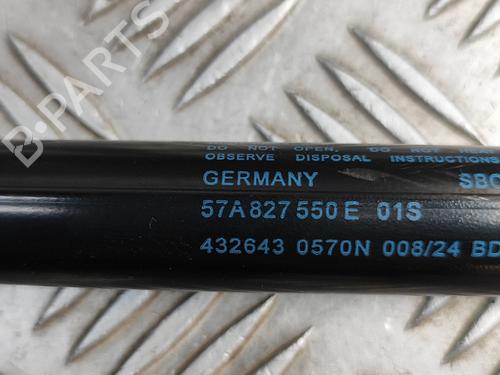 B-PARTS
DO NOT OPEN, DO NOT HEAT
OBSERVE DISPOSAL INSTRUCTIONS
GERMANY SBC
57A 827 550 E 01S
432643 0570N 008/24 BD